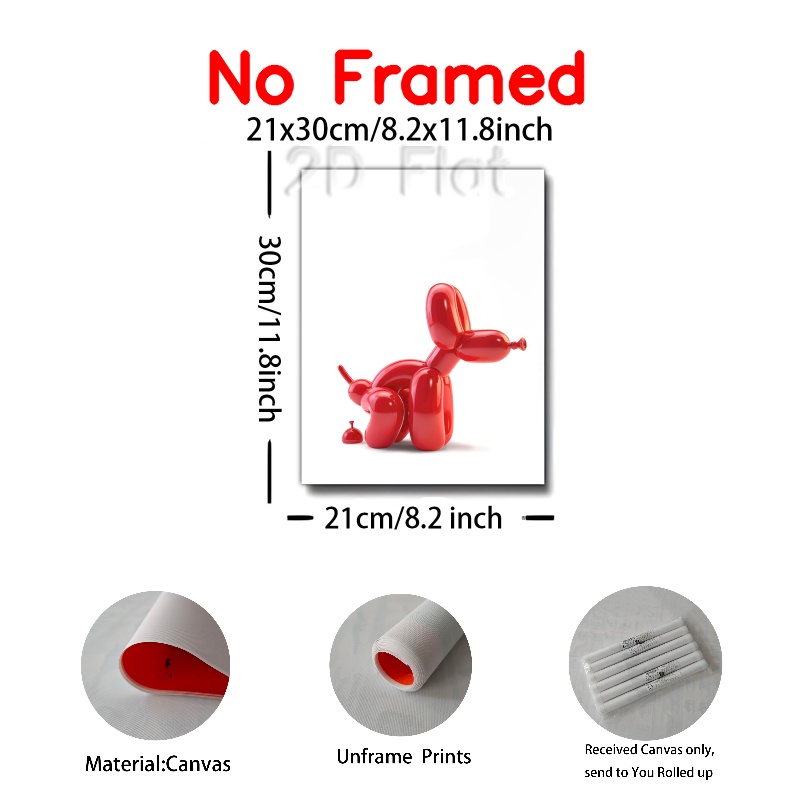 No Framed
21x30cm/8.2x11.8inch
2D Flat
30cm/11.8inch
21cm/8.2 inch
Material:Canvas
Unframe Prints
Received Canvas only,
send to You Rolled up